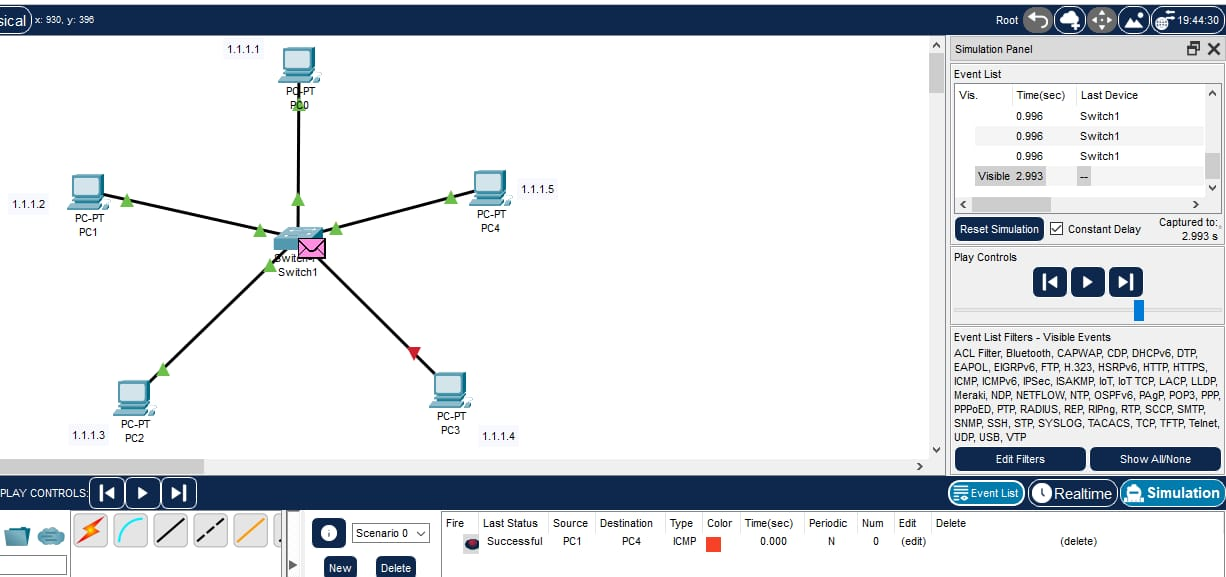 sical x: 930, y: 396
Root
19:44:30
1.1.1.1
PC-PT
PC0
1.1.1.2
PC-PT
PC1
PC-PT
PC4
1.1.1.5
Switch1
PC-PT
PC2
1.1.1.3
PC-PT
PC3
1.1.1.4
Simulation Panel
Event List
Vis. Time(sec) Last Device
0.996 Switch1
0.996 Switch1
0.996 Switch1
Visible 2.993 --
Reset Simulation Constant Delay Captured to:
2.993 s
Play Controls
Event List Filters - Visible Events
ACL Filter, Bluetooth, CAPWAP, CDP, DHCPv6, DTP,
EAPOL, EIGRPv6, FTP, H.323, HSRPv6, HTTP, HTTPS,
ICMP, ICMPv6, IPSec, ISAKMP, IoT, IoT TCP, LACP, LLDP,
Meraki, NDP, NETFLOW, NTP, OSPFv6, PAgP, POP3, PPP,
PPPoED, PTP, RADIUS, REP, RIPng, RTP, SCCP, SMTP,
SNMP, SSH, STP, SYSLOG, TACACS, TCP, TFTP, Telnet,
UDP, USB, VTP
Edit Filters Show All/None
PLAY CONTROLS:
Event List Realtime Simulation
Scenario 0
New Delete
Fire Last Status Source Destination Type Color Time(sec) Periodic Num Edit Delete
Successful PC1 PC4 ICMP 0.000 N 0 (edit) (delete)